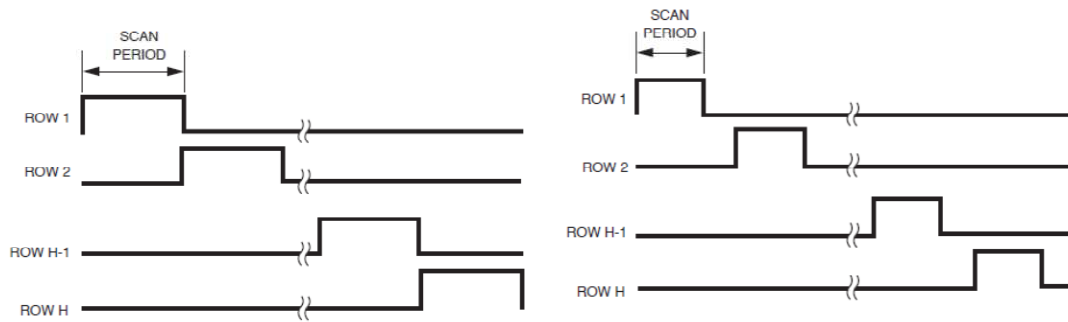 SCAN
PERIOD
ROW 1
ROW 2
ROW H-1
ROW H
SCAN
PERIOD
ROW 1
ROW 2
ROW H-1
ROW H